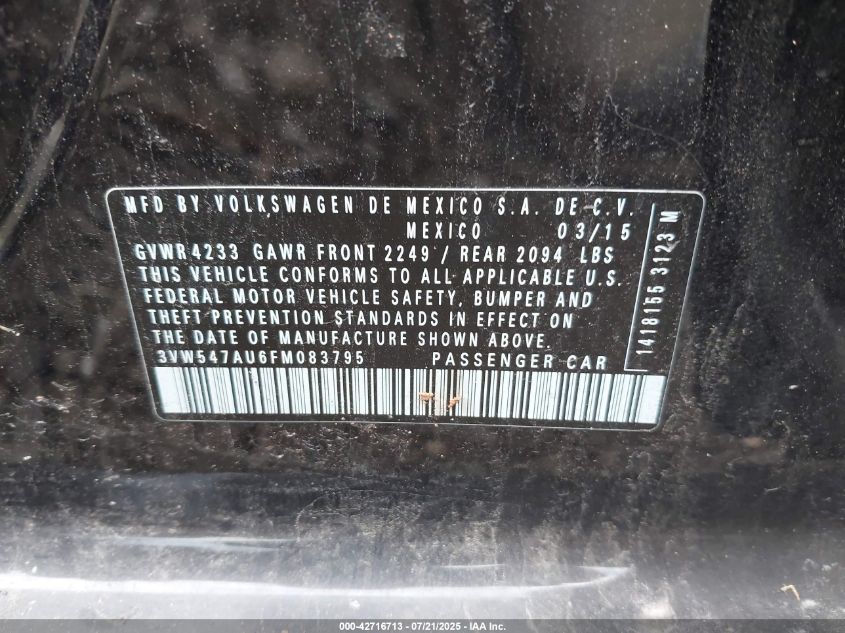 MFD BY VOLKSWAGEN DE MEXICO S.A. DE C.V.
MEXICO 03/15
GVWR 4233 GAWR FRONT 2249 / REAR 2094 LBS
THIS VEHICLE CONFORMS TO ALL APPLICABLE U.S.
FEDERAL MOTOR VEHICLE SAFETY, BUMPER AND
THEFT PREVENTION STANDARDS IN EFFECT ON
THE DATE OF MANUFACTURE SHOWN ABOVE.
3VW547AU6FM083795 PASSENGER CAR
1418155 3123 M
000-42716713 - 07/21/2025 - IAA Inc.